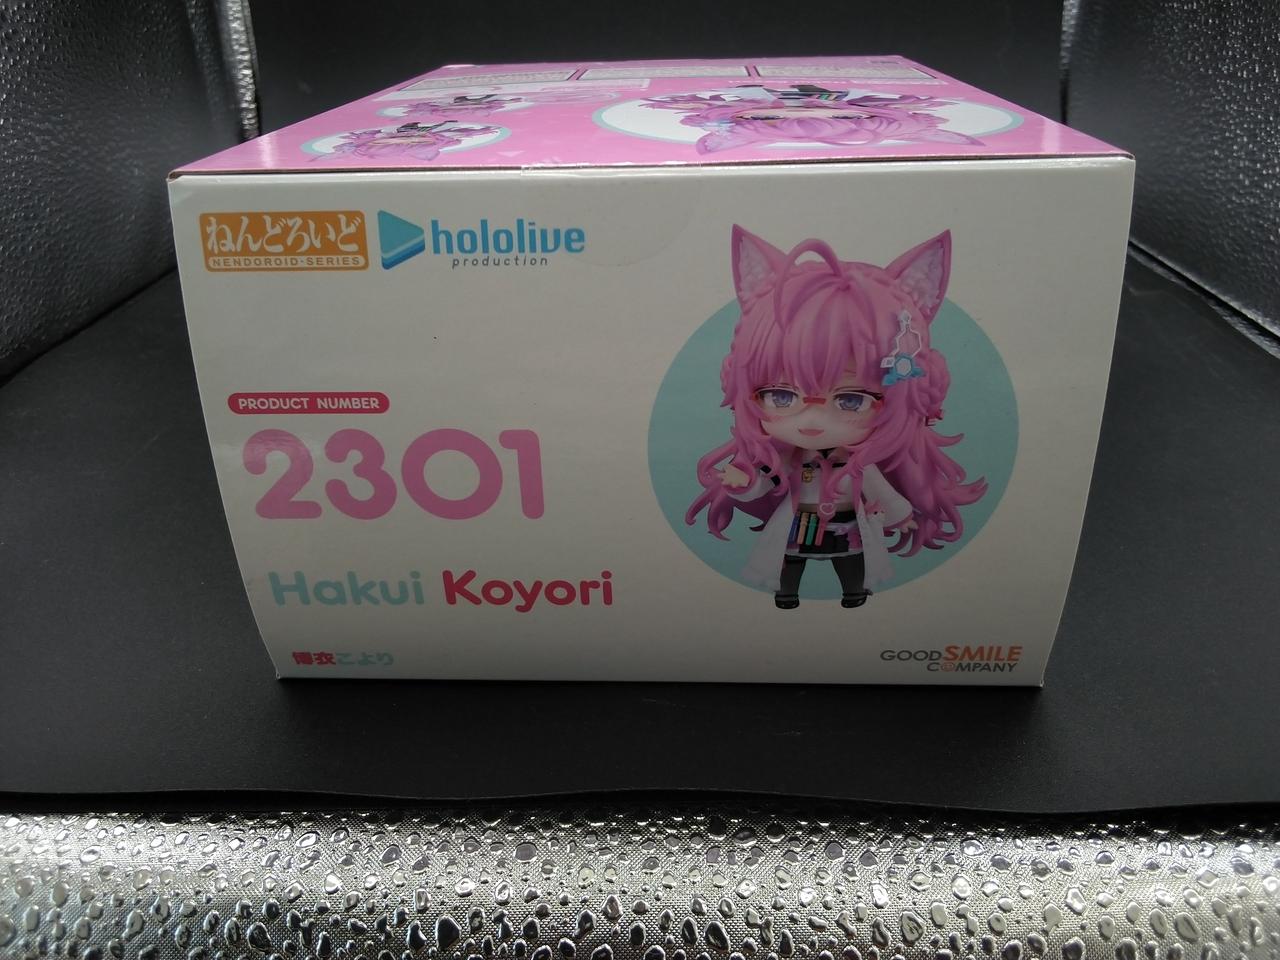 ねんどろいど
NENDOROID-SERIES
hololive
production
PRODUCT NUMBER
2301
Hakui Koyori
博衣こより
GOOD SMILE
COMPANY